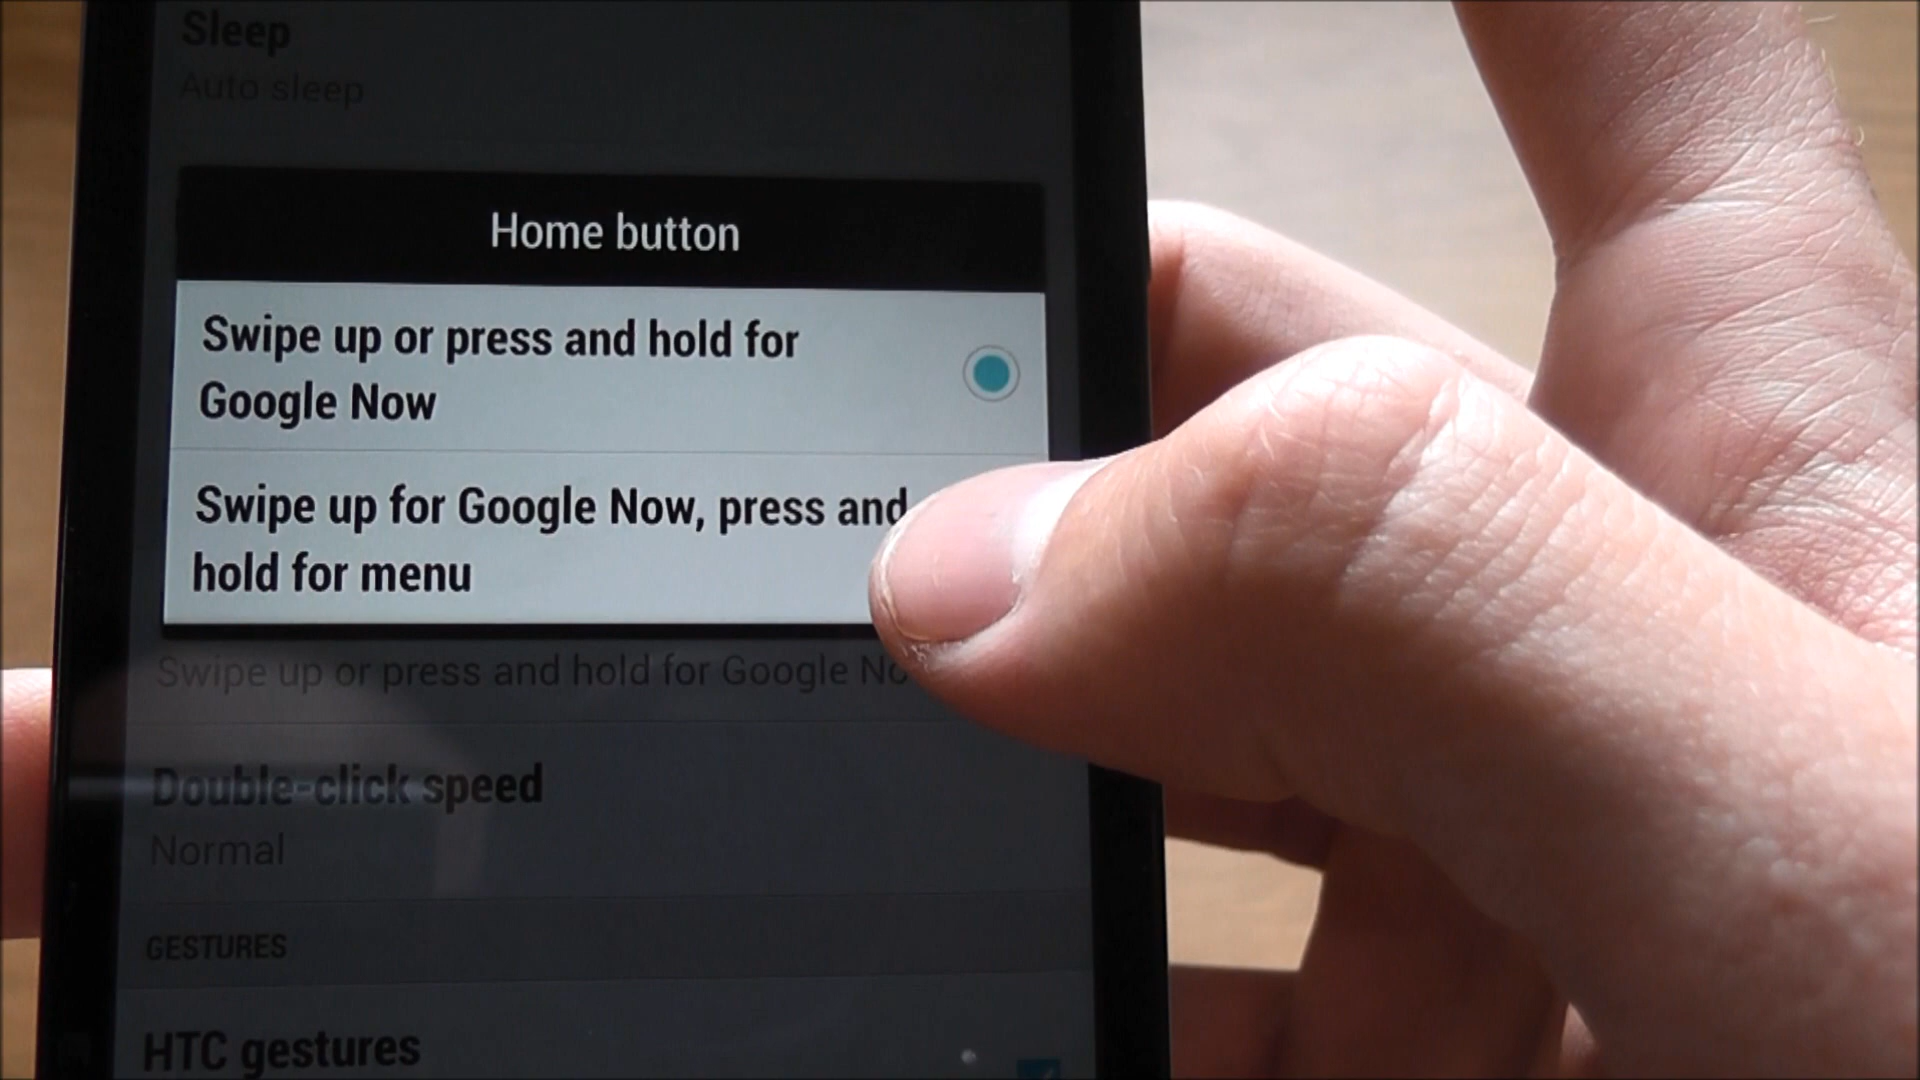 Sleep
Auto sleep
Home button
Swipe up or press and hold for
Google Now
Swipe up for Google Now, press and
hold for menu
Swipe up or press and hold for Google No
Double-click speed
Normal
GESTURES
HTC gestures